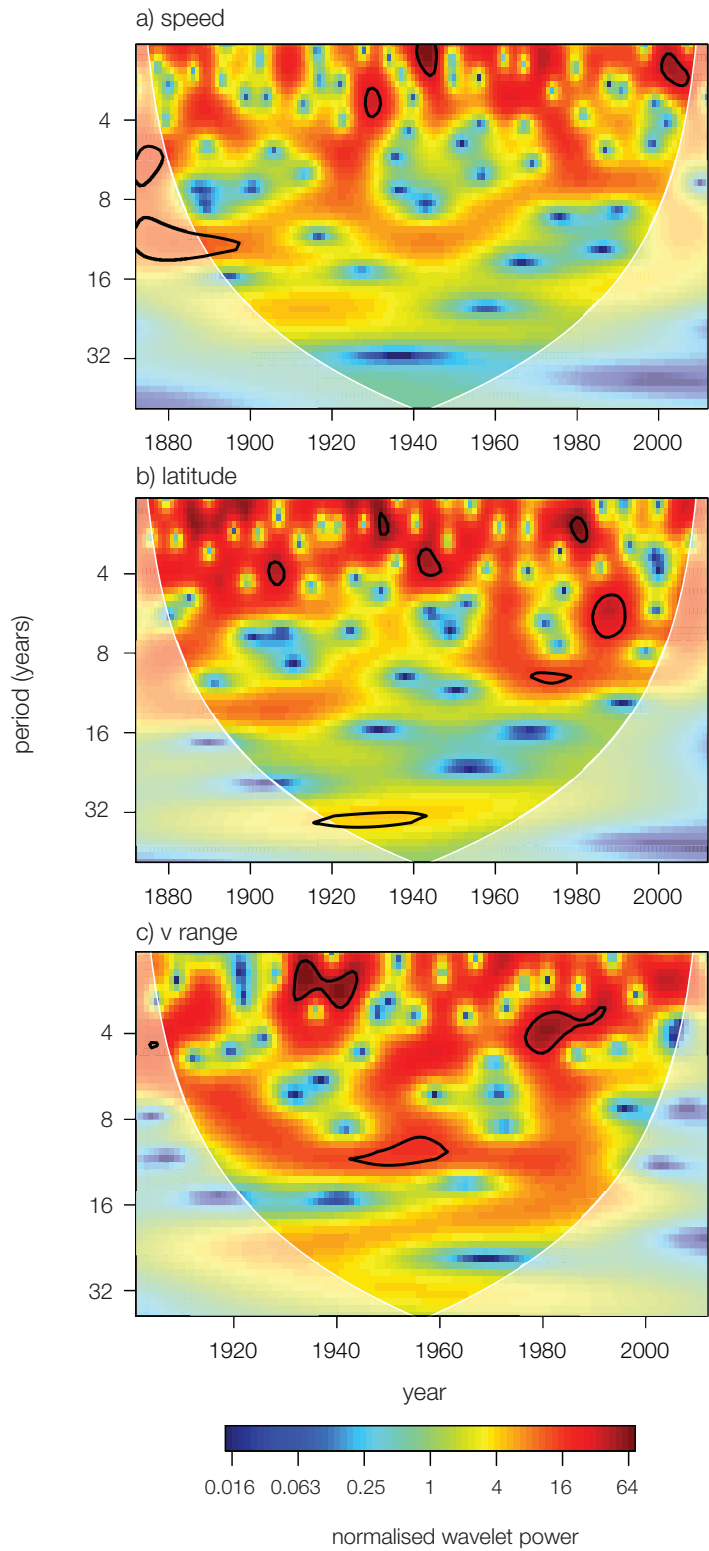 a) speed
4
8
16
32
1880 1900 1920 1940 1960 1980 2000
b) latitude
4
8
16
32
1880 1900 1920 1940 1960 1980 2000
period (years)
c) v range
4
8
16
32
1920 1940 1960 1980 2000
year
0.016 0.063 0.25 1 4 16 64
normalised wavelet power